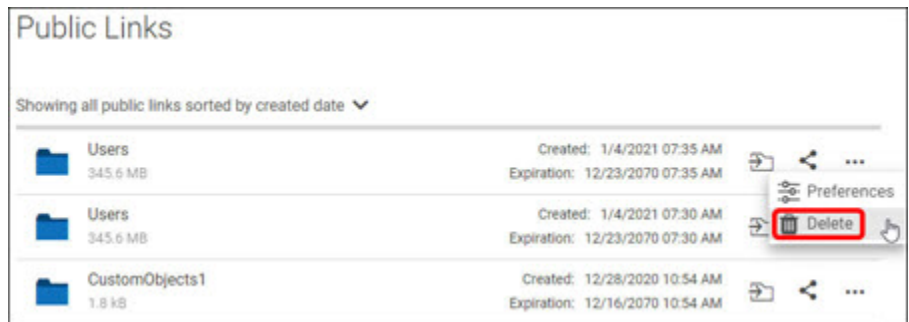 Public Links
Showing all public links sorted by created date
Users
Created: 1/4/2021 07:35 AM
345.6 MB
Expiration: 12/23/2070 07:35 AM
Preferences
Users
Created: 1/4/2021 07:30 AM
Delete
345.6 MB
Expiration: 12/23/2070 07:30 AM
CustomObjects1
Created: 12/28/2020 10:54 AM
1.8 kB
Expiration: 12/16/2070 10:54 AM